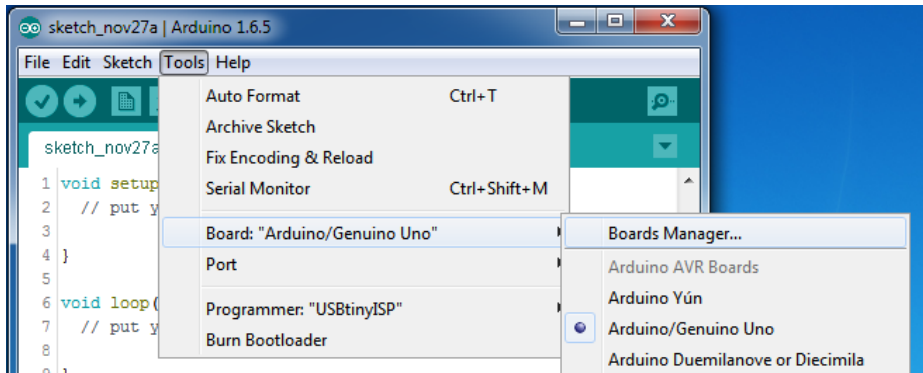 sketch_nov27a | Arduino 1.6.5
File Edit Sketch Tools Help
Auto Format Ctrl+T
Archive Sketch
Fix Encoding & Reload
Serial Monitor Ctrl+Shift+M
Board: "Arduino/Genuino Uno"
Port
Programmer: "USBtinyISP"
Burn Bootloader
Boards Manager...
Arduino AVR Boards
Arduino Yún
Arduino/Genuino Uno
Arduino Duemilanove or Diecimila
sketch_nov27a
1 void setup
2 // put y
3
4 }
5
6 void loop(
7 // put y
8
9 }